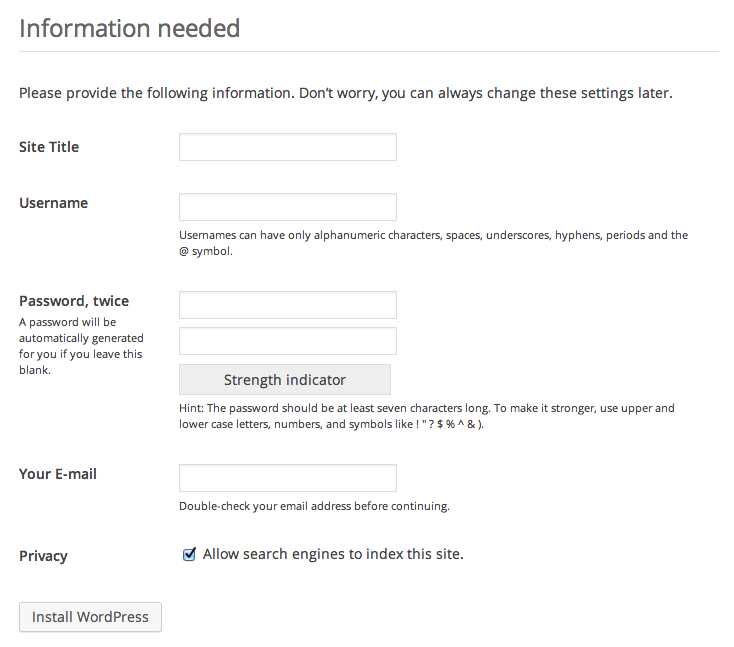 Information needed
Please provide the following information. Don’t worry, you can always change these settings later.
Site Title
Username
Usernames can have only alphanumeric characters, spaces, underscores, hyphens, periods and the
@ symbol.
Password, twice
A password will be
automatically generated
for you if you leave this
blank.
Strength indicator
Hint: The password should be at least seven characters long. To make it stronger, use upper and
lower case letters, numbers, and symbols like ! " ? $ % ^ & ).
Your E-mail
Double-check your email address before continuing.
Privacy
Allow search engines to index this site.
Install WordPress